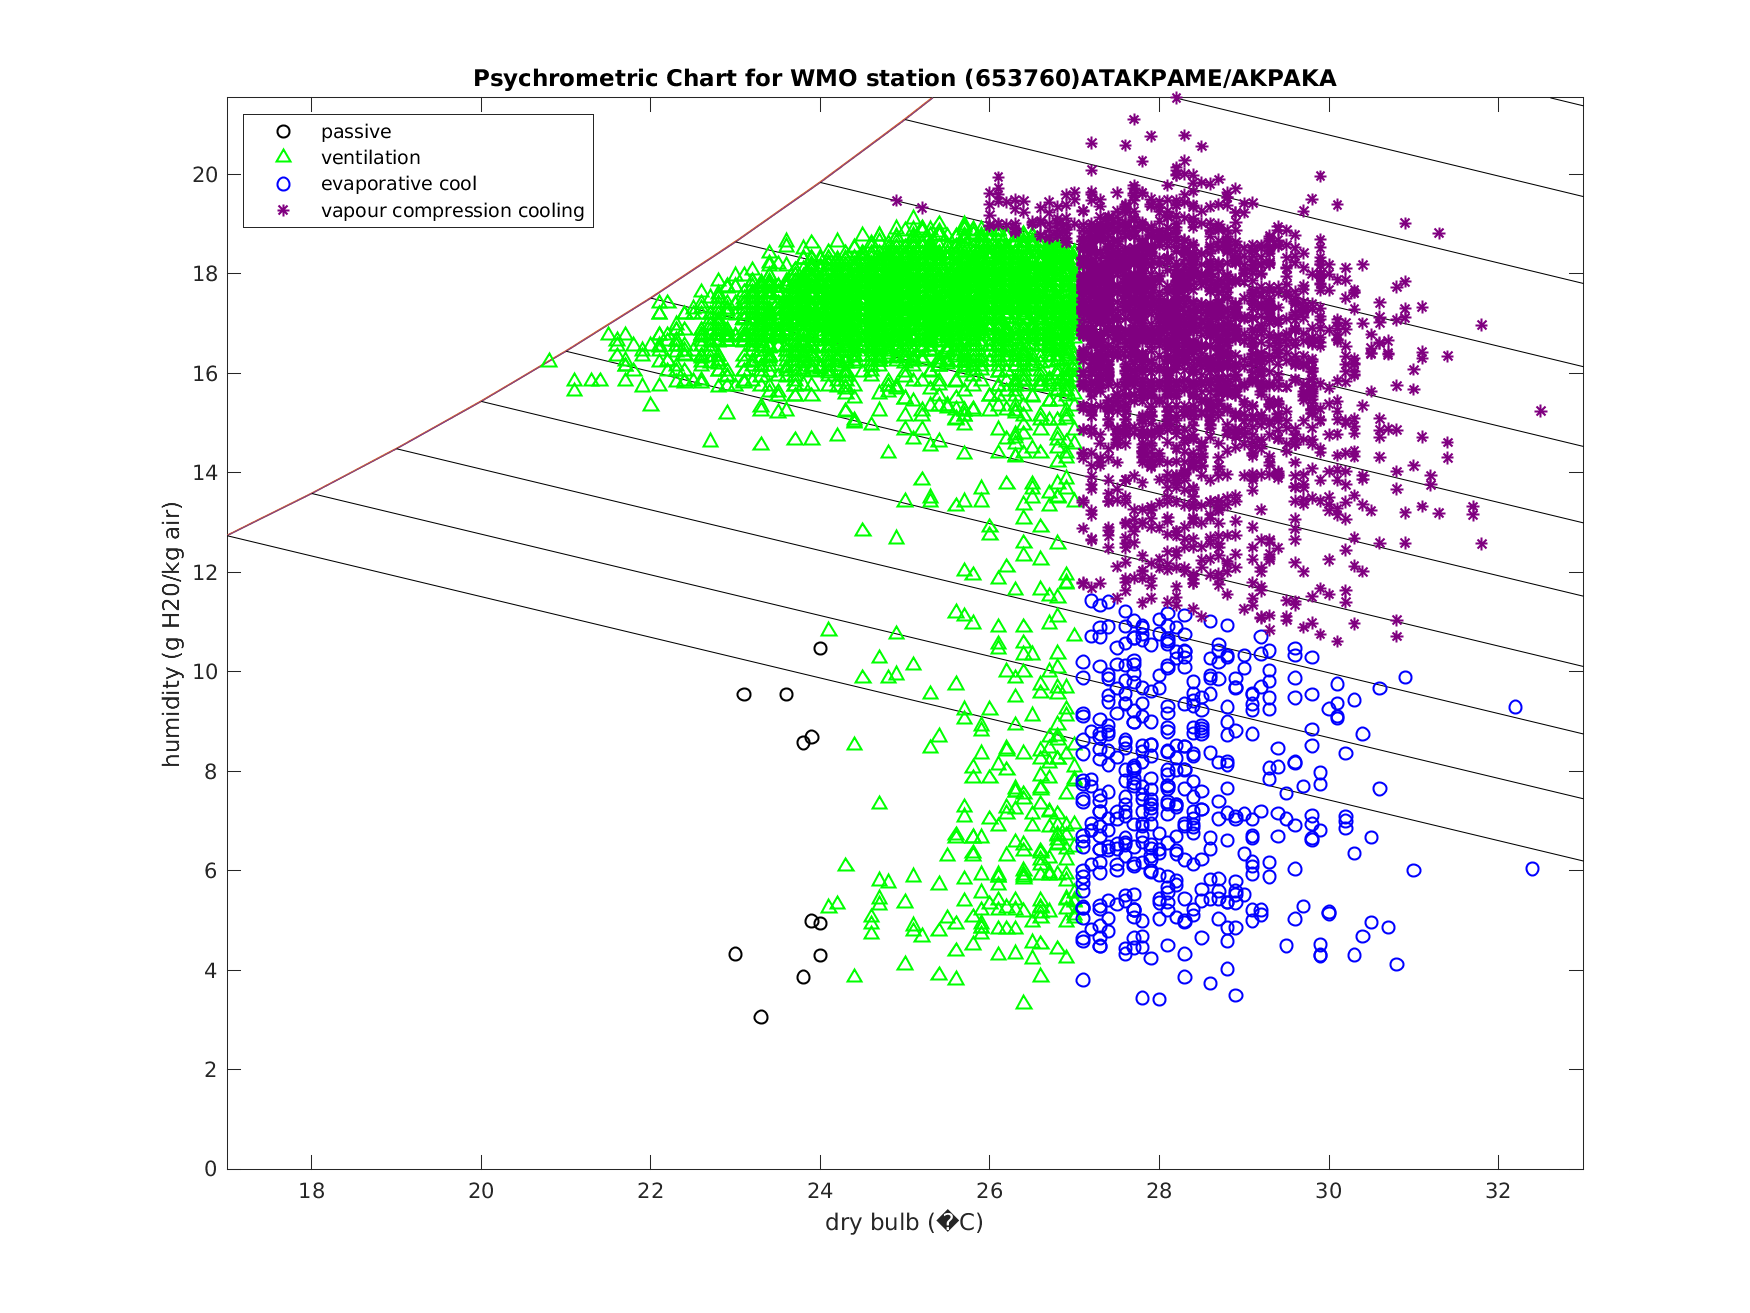 Psychrometric Chart for WMO station (653760)ATAKPAME/AKPAKA
passive
ventilation
evaporative cool
vapour compression cooling
humidity (g H20/kg air)
20
18
16
14
12
10
8
6
4
2
0
18 20 22 24 26 28 30 32
dry bulb (�C)